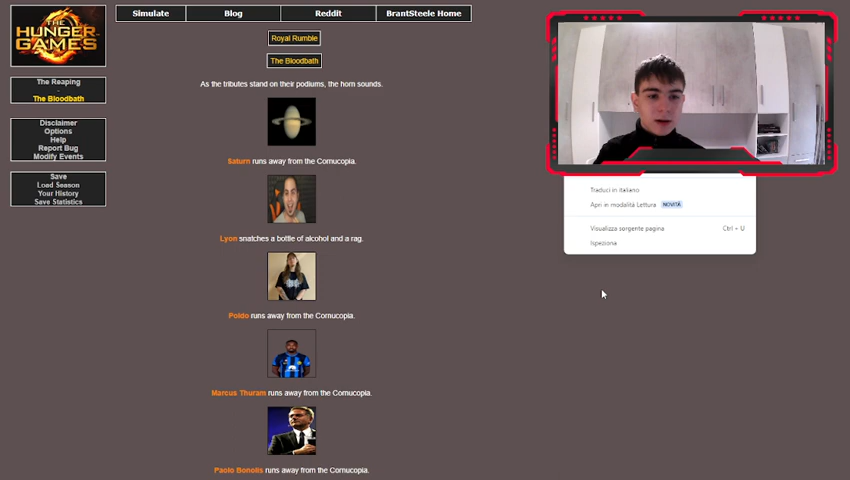 THE
HUNGER
GAMES
Simulate
Blog
Reddit
BrantSteele Home
The Reaping
-
The Bloodbath
Disclaimer
Options
Help
Report Bug
Modify Events
Save
Load Season
Your History
Save Statistics
Royal Rumble
The Bloodbath
As the tributes stand on their podiums, the horn sounds.
Saturn runs away from the Cornucopia.
Lyon snatches a bottle of alcohol and a rag.
Poldo runs away from the Cornucopia.
Marcus Thuram runs away from the Cornucopia.
Paolo Bonolis runs away from the Cornucopia.
Traduci in italiano
Apri in modalità Lettura NOVITÀ
Visualizza sorgente pagina Ctrl + U
Ispeziona